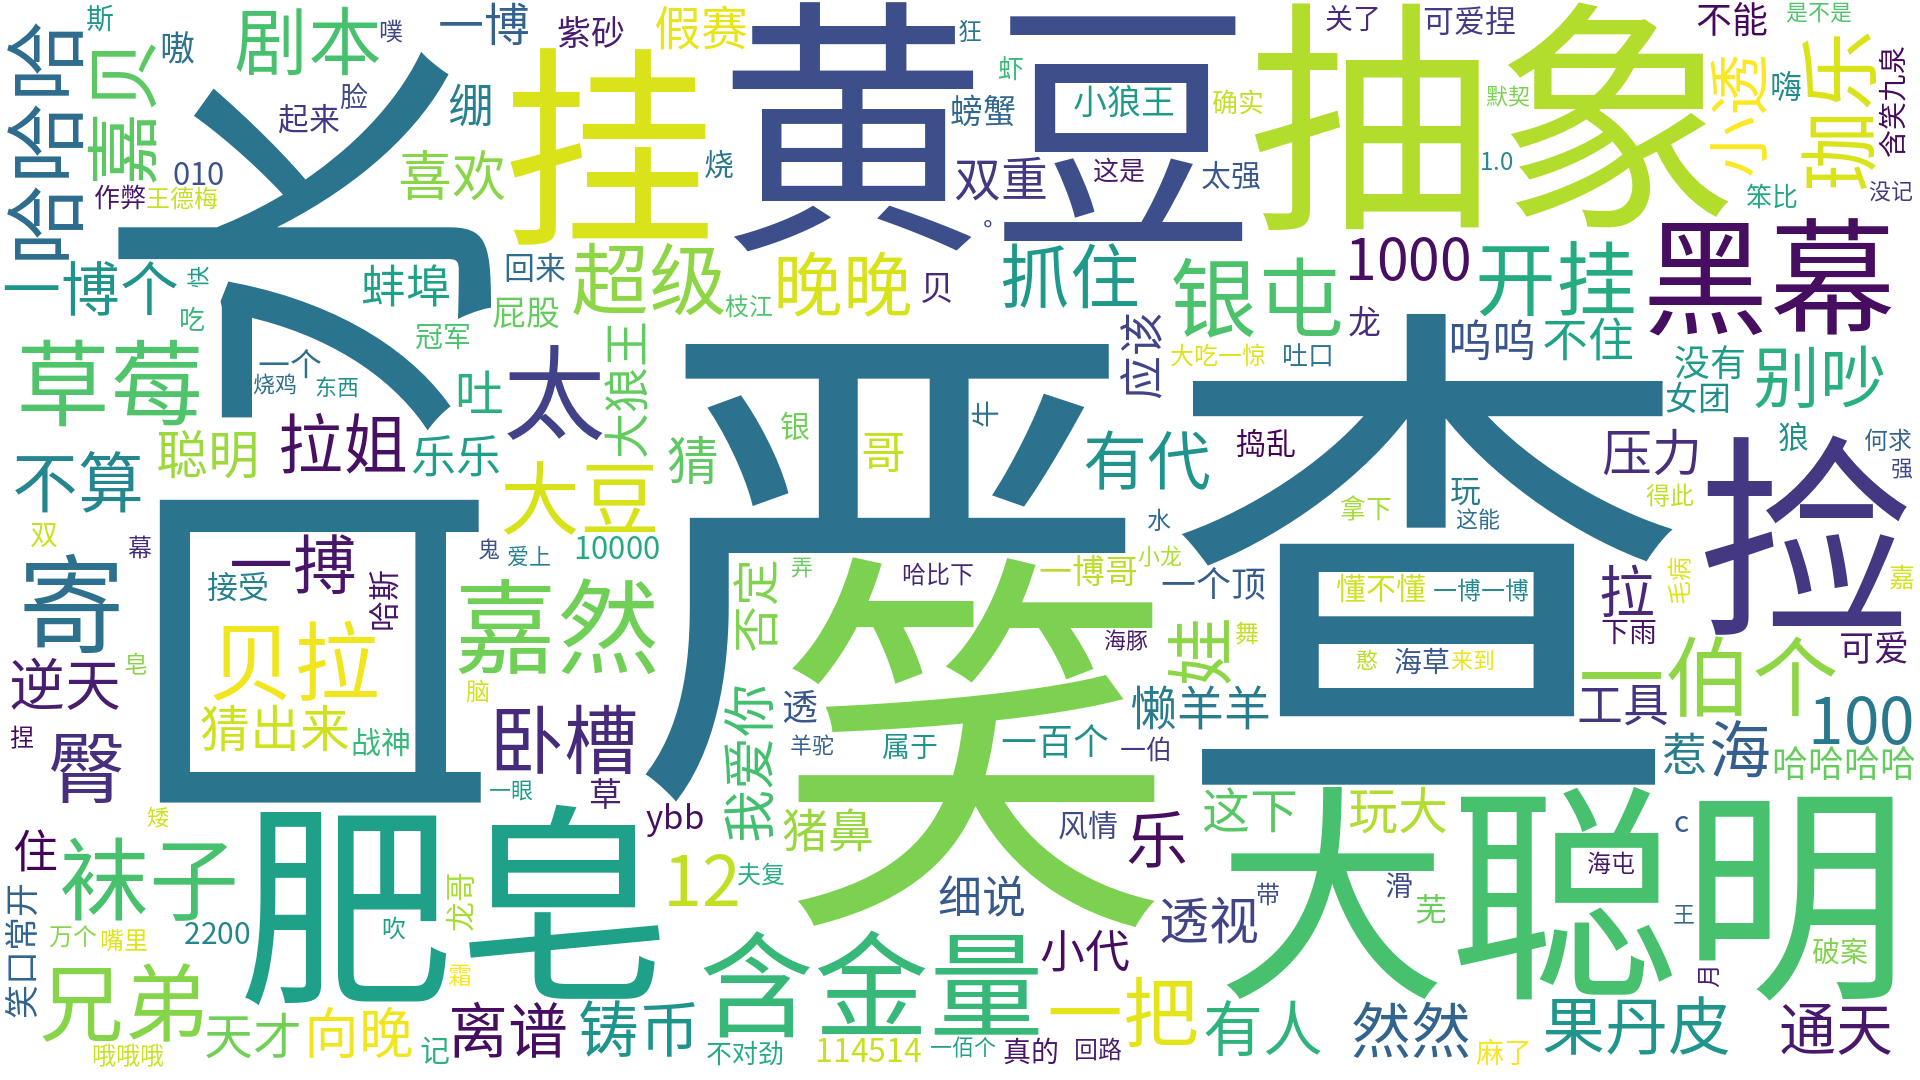 斯
嗷
剧本
噗
一博
紫砂
假赛
狂
关了
可爱捏
不能
是不是
哈哈哈
嘉贝
脸
起来
绷
挂
黄豆
虾
螃蟹
小狼王
确实
抽象
默契
小透
嗨
珈乐
含笑九泉
010
作弊
王德梅
喜欢
烧
双重
这是
太强
1.0
笨比
没记
。
一博个
快
吃
蚌埠
回来
超级
晚晚
贝
抓住
银屯
1000
龙
开挂
黑幕
屁股
枝江
冠军
草莓
一个
烧鸡
东西
吐
太
大狼王
应该
大吃一惊
吐口
呜呜
不住
没有
女团
别吵
严
查
牛
银
哥
猜
聪明
拉姐
乐乐
有代
捣乱
压力
狼
何求
强
捡
不算
大豆
拿下
玩
这能
得此
双
幕
水
鬼
爱上
10000
寄
一搏
接受
哈斯
嘉然
否定
弄
笑
哈比下
一博哥
小龙
一个顶
懂不懂
一博一博
拉
毛病
嘉
下雨
可爱
逆天
皂
贝拉
脑
海豚
娃
舞
憨
海草
来到
一伯个
猜出来
战神
卧槽
我爱你
透
羊驼
属于
一百个
一伯
懒羊羊
工具
100
捏
臀
一眼
草
ybb
惹
海
哈哈哈哈
矮
住
袜子
肥皂
猪鼻
风情
乐
这下
玩大
大聪明
c
海屯
12
夫复
龙哥
细说
透视
带
滑
芜
王
笑口常开
万个
嘴里
2200
吹
霜
含金量
小代
月
破案
兄弟
哦哦哦
天才
向晚
记
离谱
铸币
不对劲
114514
一佰个
真的
回路
一把
有人
然然
麻了
果丹皮
通天